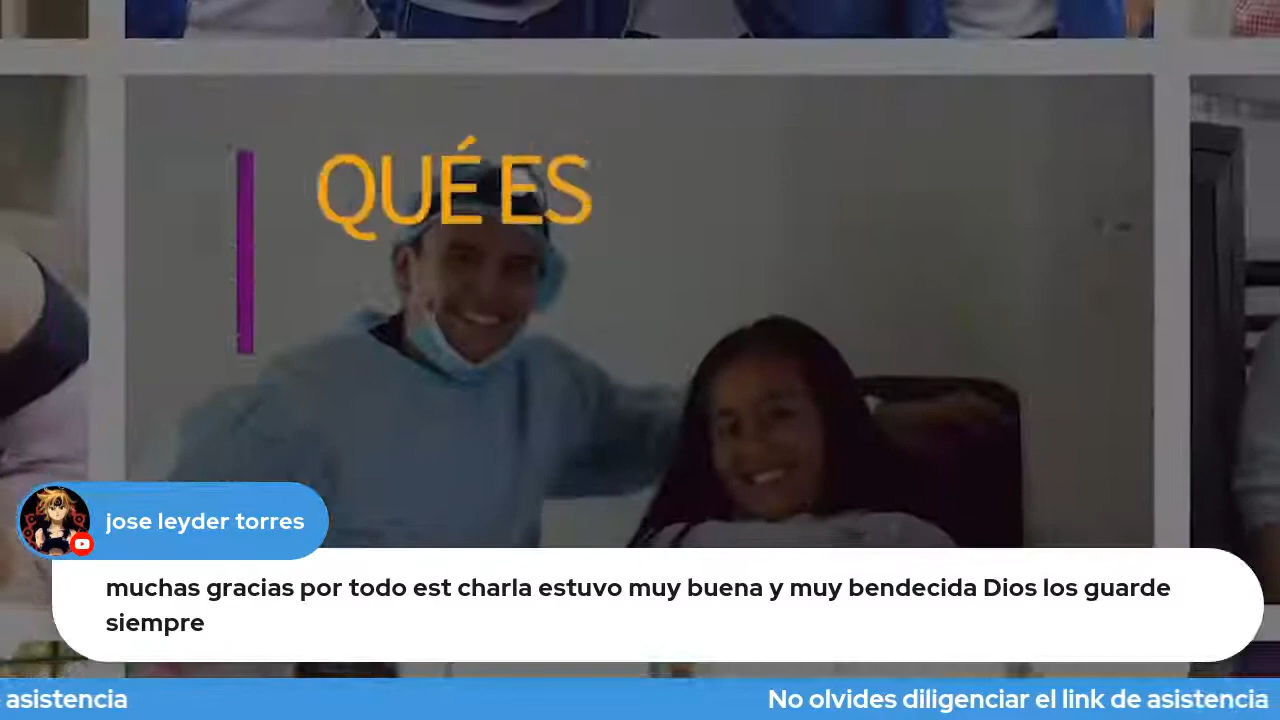 QUÉ ES
jose leyder torres
muchas gracias por todo est charla estuvo muy buena y muy bendecida Dios los guarde
siempre
asistencia No olvides diligenciar el link de asistencia